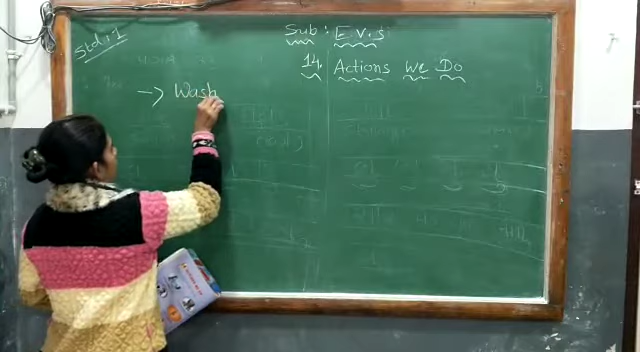 Std:1
Sub: E.V.S
14. Actions We Do
→ Wash